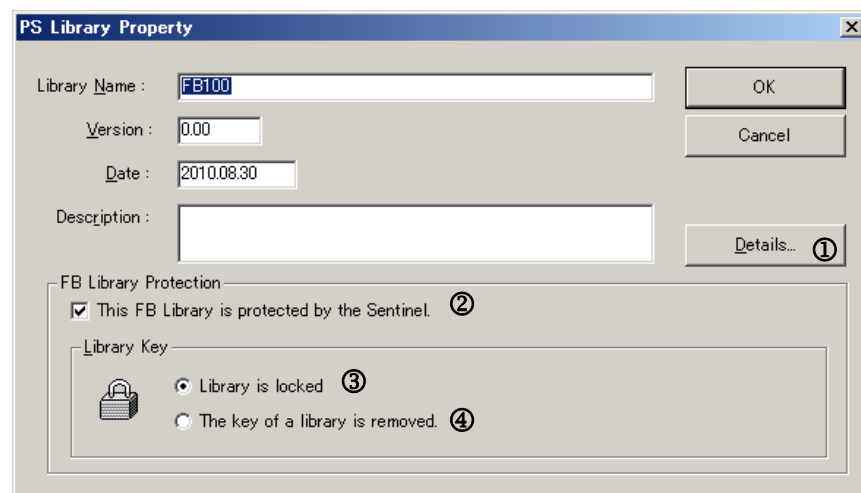 PS Library Property
Library Name : FB100
OK
Version : 0.00
Cancel
Date : 2010.08.30
Description :
Details... ①
FB Library Protection
This FB Library is protected by the Sentinel. ②
Library Key
Library is locked ③
The key of a library is removed. ④